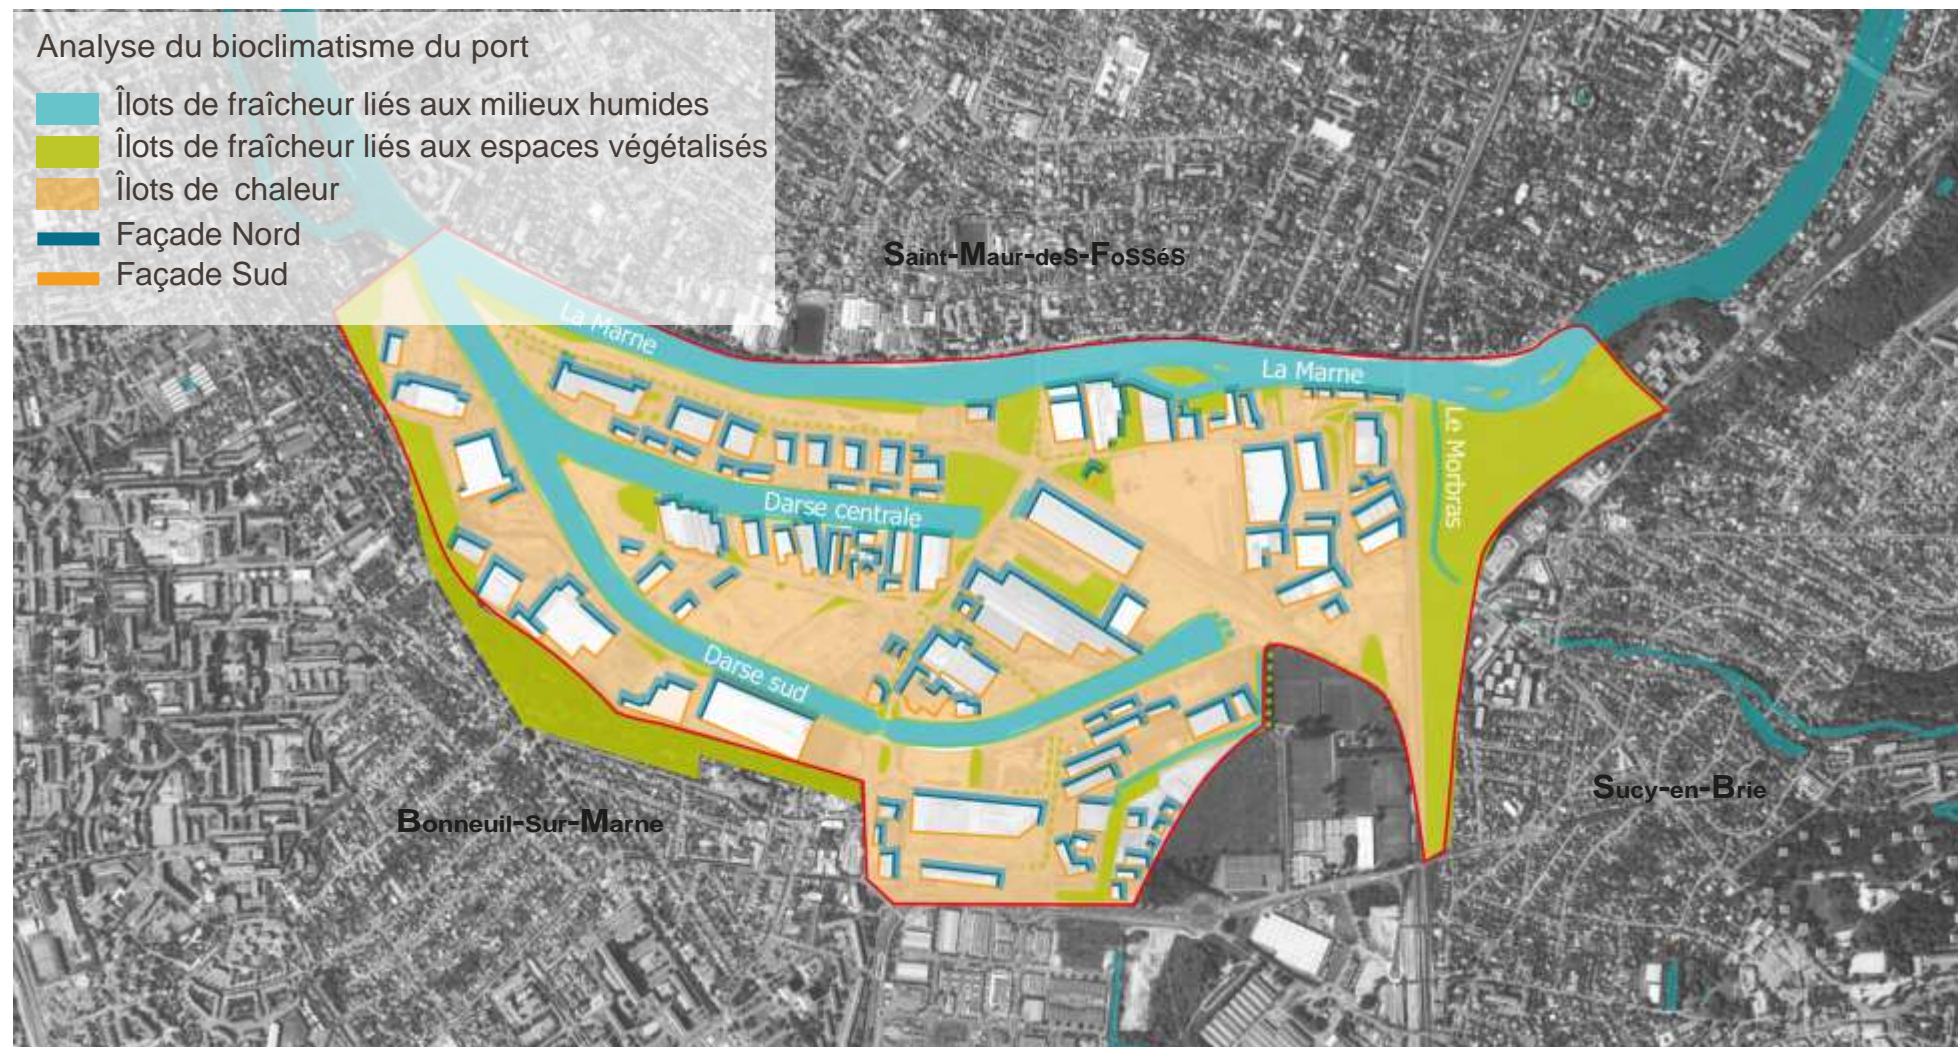 Analyse du bioclimatisme du port
Îlots de fraîcheur liés aux milieux humides
Îlots de fraîcheur liés aux espaces végétalisés
Îlots de chaleur
Façade Nord
Façade Sud
Saint-Maur-deS-FoSSéS
La Marne
La Marne
Le Morbras
Darse centrale
Darse sud
Sucy-en-Brie
Bonneuil-Sur-Marne